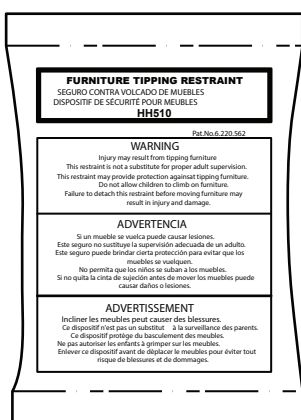 FURNITURE TIPPING RESTRAINT
SEGURO CONTRA VOLCADO DE MUEBLES
DISPOSITIF DE SÉCURITÉ POUR MEUBLES
HH510
Pat.No.6.220.562
WARNING
Injury may result from tipping furniture
This restraint is not a substitute for proper adult supervision.
This restraint may provide protection againsat tipping furniture.
Do not allow children to climb on furniture.
Failure to detach this restraint before moving furniture may
result in injury and damage.
ADVERTENCIA
Si un mueble se vuelca puede causar lesiones.
Este seguro no sustituye la supervisión adecuada de un adulto.
Este seguro puede brindar cierta protección para evitar que los
muebles se vuelquen.
No permita que los niños se suban a los muebles.
Si no quita la cinta de sujeción antes de mover los muebles puede
causar daños o lesiones.
ADVERTISSEMENT
Incliner les meubles peut causer des blessures.
Ce dispositif n'est pas un substitut à la surveillance des parents.
Ce dispositif protège du basculement des meubles.
Ne pas autoriser les enfants à grimper sur les meubles.
Enlever ce dispositif avant de déplacer le meubles pour éviter tout
risque de blessures et de dommages.